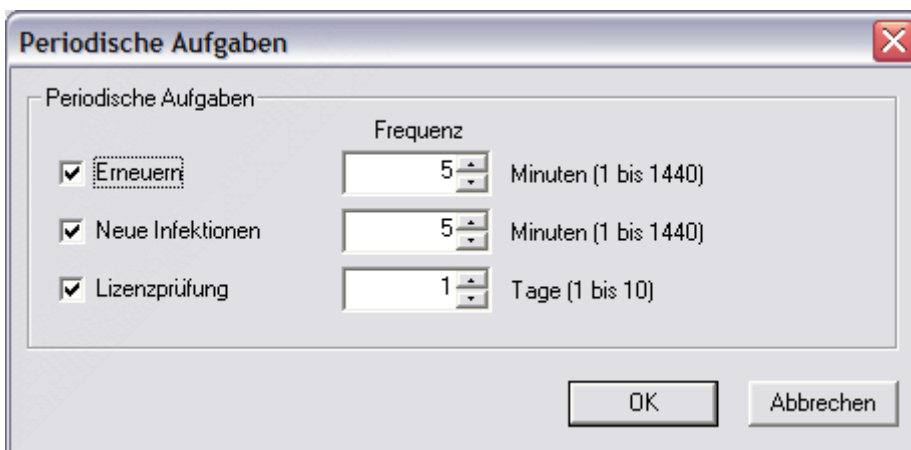 Periodische Aufgaben
Periodische Aufgaben
Frequenz
Erneuern 5 Minuten (1 bis 1440)
Neue Infektionen 5 Minuten (1 bis 1440)
Lizenzprüfung 1 Tage (1 bis 10)
OK Abbrechen